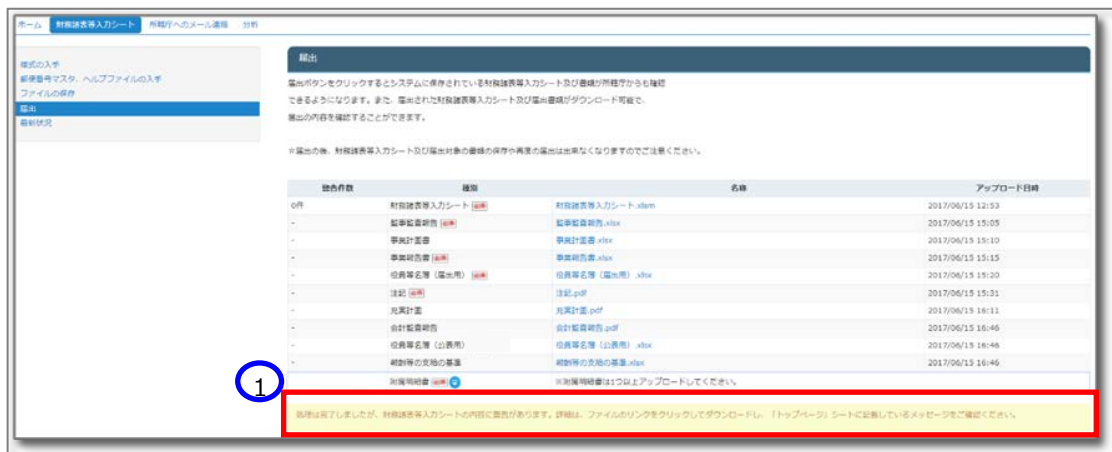 ホーム 財務諸表等入力シート 所轄庁へのメール連絡 分析
様式の入手
郵便番号マスタ、ヘルプファイルの入手
ファイルの保存
届出
最新状況
届出
届出ボタンをクリックするとシステムに保存されている財務諸表等入力シート及び書類が所轄庁からも確認
できるようになります。また、届出された財務諸表等入力シート及び届出書類がダウンロード可能で、
届出の内容を確認することができます。
※届出の後、財務諸表等入力シート及び届出対象の書類の保存や再度の届出は出来なくなりますのでご注意ください。
警告件数 種別 名称 アップロード日時
0件 財務諸表等入力シート 必須 財務諸表等入力シート.xlsm 2017/06/15 12:53
- 監事監査報告 必須 監事監査報告.xlsx 2017/06/15 15:05
- 事業計画書 事業計画書.xlsx 2017/06/15 15:10
- 事業報告書 必須 事業報告書.xlsx 2017/06/15 15:15
- 役員等名簿（届出用） 必須 役員等名簿（届出用）.xlsx 2017/06/15 15:20
- 注記 必須 注記.pdf 2017/06/15 15:31
- 充実計画 充実計画.pdf 2017/06/15 16:11
- 会計監査報告 会計監査報告.pdf 2017/06/15 16:46
- 役員等名簿（公表用） 役員等名簿（公表用）.xlsx 2017/06/15 16:46
- 報酬等の支給の基準 報酬等の支給の基準.xlsx 2017/06/15 16:46
附属明細書 必須 ※附属明細書は1つ以上アップロードしてください。
1
処理は完了しましたが、財務諸表等入力シートの内容に警告があります。詳細は、ファイルのリンクをクリックしてダウンロードし、「トップページ」シートに記載しているメッセージをご確認ください。